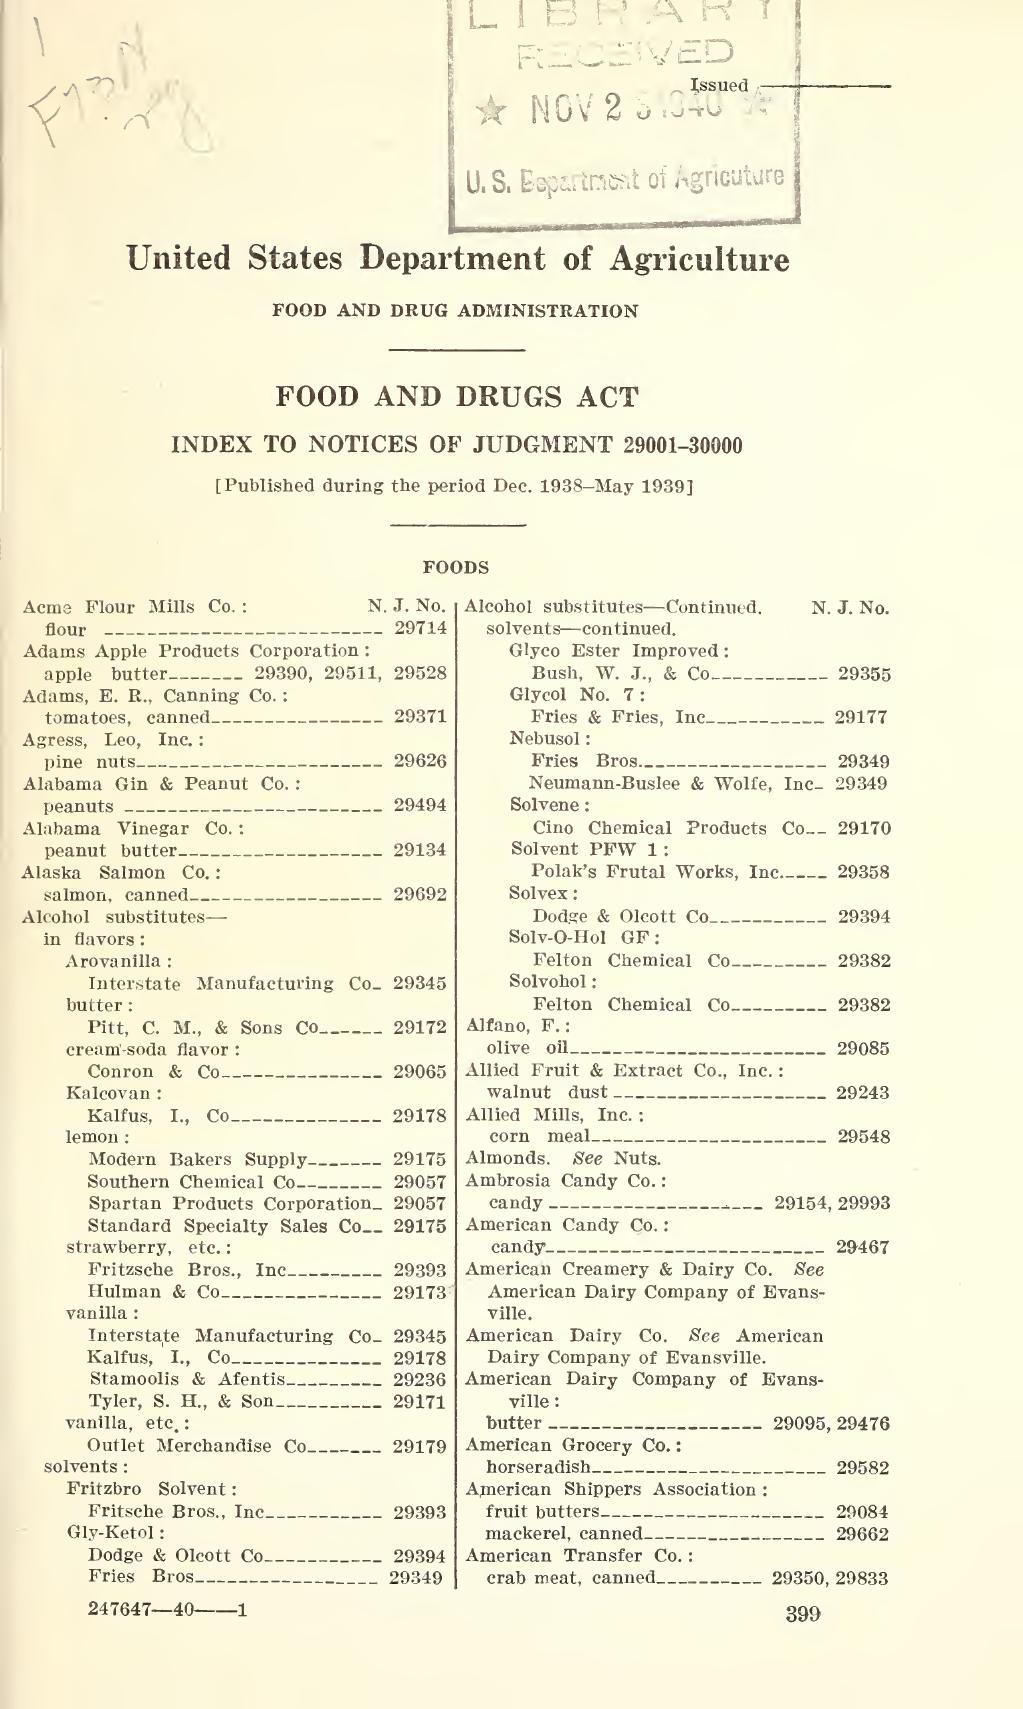 LIBRARY
RECEIVED
Issued
★ NOV 2 1940 ★
U. S. Department of Agricuture
United States Department of Agriculture
FOOD AND DRUG ADMINISTRATION
FOOD AND DRUGS ACT
INDEX TO NOTICES OF JUDGMENT 29001–30000
[Published during the period Dec. 1938–May 1939]
FOODS
Acme Flour Mills Co.: N. J. No.
flour 29714
Adams Apple Products Corporation:
apple butter 29390, 29511, 29528
Adams, E. R., Canning Co.:
tomatoes, canned 29371
Agress, Leo, Inc.:
pine nuts 29626
Alabama Gin & Peanut Co.:
peanuts 29494
Alabama Vinegar Co.:
peanut butter 29134
Alaska Salmon Co.:
salmon, canned 29692
Alcohol substitutes—
in flavors:
Arovanilla:
Interstate Manufacturing Co 29345
butter:
Pitt, C. M., & Sons Co 29172
cream-soda flavor:
Conron & Co 29065
Kalcovan:
Kalfus, I., Co 29178
lemon:
Modern Bakers Supply 29175
Southern Chemical Co 29057
Spartan Products Corporation 29057
Standard Specialty Sales Co 29175
strawberry, etc.:
Fritzsche Bros., Inc 29393
Hulman & Co 29173
vanilla:
Interstate Manufacturing Co 29345
Kalfus, I., Co 29178
Stamoolis & Afentis 29236
Tyler, S. H., & Son 29171
vanilla, etc.:
Outlet Merchandise Co 29179
solvents:
Fritzbro Solvent:
Fritsche Bros., Inc 29393
Gly-Ketol:
Dodge & Olcott Co 29394
Fries Bros 29349
Alcohol substitutes—Continued. N. J. No.
solvents—continued.
Glyco Ester Improved:
Bush, W. J., & Co 29355
Glycol No. 7:
Fries & Fries, Inc 29177
Nebusol:
Fries Bros 29349
Neumann-Buslee & Wolfe, Inc 29349
Solvene:
Cino Chemical Products Co 29170
Solvent PFW 1:
Polak's Frutal Works, Inc 29358
Solvex:
Dodge & Olcott Co 29394
Solv-O-Hol GF:
Felton Chemical Co 29382
Solvohol:
Felton Chemical Co 29382
Alfano, F.:
olive oil 29085
Allied Fruit & Extract Co., Inc.:
walnut dust 29243
Allied Mills, Inc.:
corn meal 29548
Almonds. See Nuts.
Ambrosia Candy Co.:
candy 29154, 29993
American Candy Co.:
candy 29467
American Creamery & Dairy Co. See
American Dairy Company of Evans-
ville.
American Dairy Co. See American
Dairy Company of Evansville.
American Dairy Company of Evans-
ville:
butter 29095, 29476
American Grocery Co.:
horseradish 29582
American Shippers Association:
fruit butters 29084
mackerel, canned 29662
American Transfer Co.:
crab meat, canned 29350, 29833
247647—40——1
399